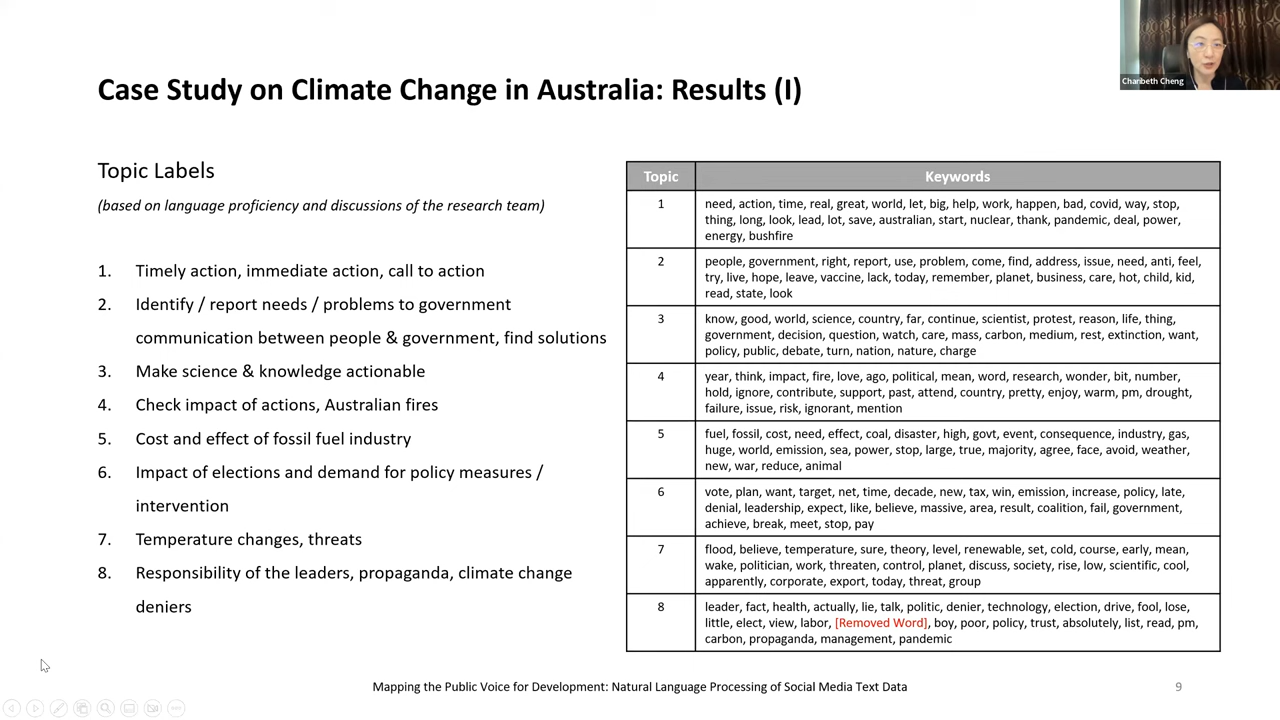 Charibeth Cheng
Case Study on Climate Change in Australia: Results (I)
Topic Labels
(based on language proficiency and discussions of the research team)
1. Timely action, immediate action, call to action
2. Identify / report needs / problems to government
communication between people & government, find solutions
3. Make science & knowledge actionable
4. Check impact of actions, Australian fires
5. Cost and effect of fossil fuel industry
6. Impact of elections and demand for policy measures /
intervention
7. Temperature changes, threats
8. Responsibility of the leaders, propaganda, climate change
deniers
Topic Keywords
1 need, action, time, real, great, world, let, big, help, work, happen, bad, covid, way, stop,
thing, long, look, lead, lot, save, australian, start, nuclear, thank, pandemic, deal, power,
energy, bushfire
2 people, government, right, report, use, problem, come, find, address, issue, need, anti, feel,
try, live, hope, leave, vaccine, lack, today, remember, planet, business, care, hot, child, kid,
read, state, look
3 know, good, world, science, country, far, continue, scientist, protest, reason, life, thing,
government, decision, question, watch, care, mass, carbon, medium, rest, extinction, want,
policy, public, debate, turn, nation, nature, charge
4 year, think, impact, fire, love, ago, political, mean, word, research, wonder, bit, number,
hold, ignore, contribute, support, past, attend, country, pretty, enjoy, warm, pm, drought,
failure, issue, risk, ignorant, mention
5 fuel, fossil, cost, need, effect, coal, disaster, high, govt, event, consequence, industry, gas,
huge, world, emission, sea, power, stop, large, true, majority, agree, face, avoid, weather,
new, war, reduce, animal
6 vote, plan, want, target, net, time, decade, new, tax, win, emission, increase, policy, late,
denial, leadership, expect, like, believe, massive, area, result, coalition, fail, government,
achieve, break, meet, stop, pay
7 flood, believe, temperature, sure, theory, level, renewable, set, cold, course, early, mean,
wake, politician, work, threaten, control, planet, discuss, society, rise, low, scientific, cool,
apparently, corporate, export, today, threat, group
8 leader, fact, health, actually, lie, talk, politic, denier, technology, election, drive, fool, lose,
little, elect, view, labor, [Removed Word], boy, poor, policy, trust, absolutely, list, read, pm,
carbon, propaganda, management, pandemic
Mapping the Public Voice for Development: Natural Language Processing of Social Media Text Data
9